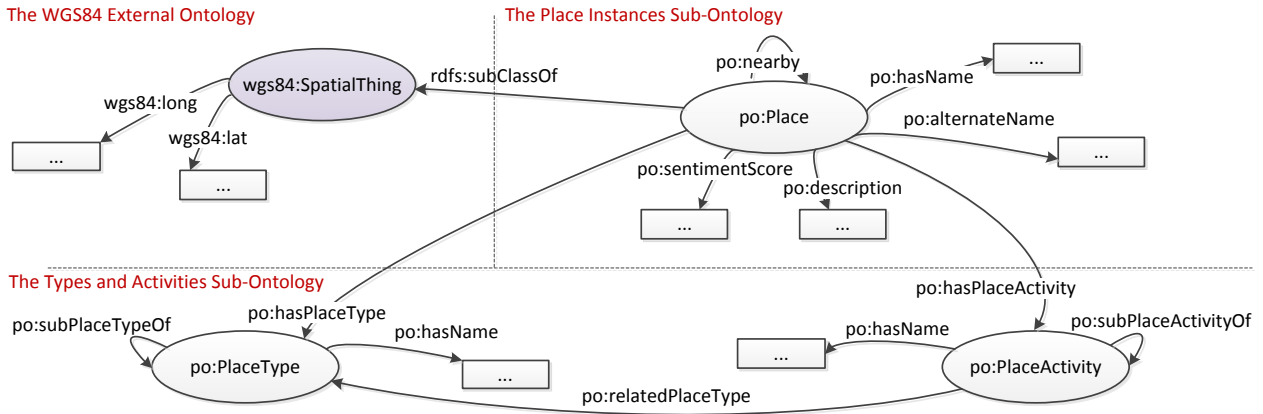 The WGS84 External Ontology
The Place Instances Sub-Ontology
po:nearby
po:hasName
...
rdfs:subClassOf
wgs84:SpatialThing
wgs84:long
po:Place
po:alternateName
wgs84:lat
...
...
po:sentimentScore
po:description
...
...
...
The Types and Activities Sub-Ontology
po:hasPlaceActivity
po:hasPlaceType
po:subPlaceTypeOf
po:hasName
po:hasName
po:subPlaceActivityOf
...
po:PlaceType
...
po:PlaceActivity
po:relatedPlaceType